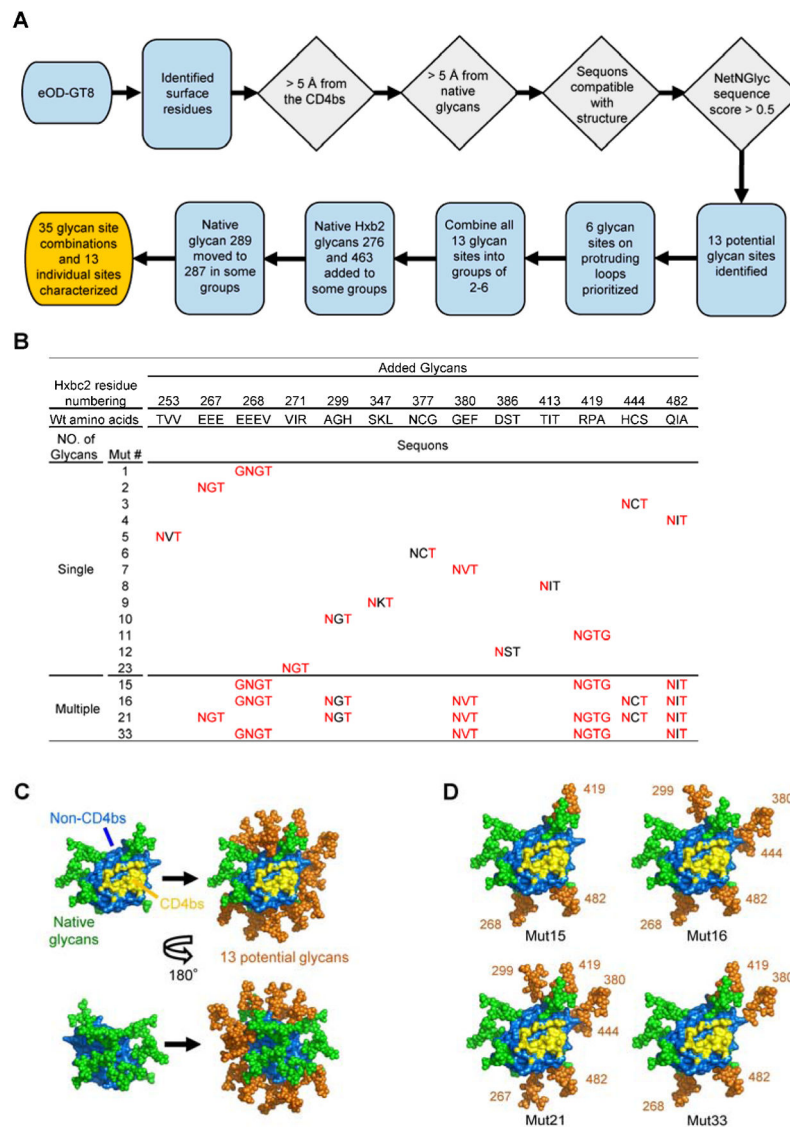 A
eOD-GT8
Identified
surface
residues
> 5 Å from
the CD4bs
> 5 Å from
native
glycans
Sequons
compatible
with
structure
NetNGlyc
sequence
score > 0.5
35 glycan site
combinations
and 13
individual sites
characterized
Native
glycan 289
moved to
287 in some
groups
Native Hxb2
glycans 276
and 463
added to
some groups
Combine all
13 glycan
sites into
groups of
2-6
6 glycan
sites on
protruding
loops
prioritized
13 potential
glycan sites
identified
B
Added Glycans
Hxbc2 residue
numbering
253 267 268 271 299 347 377 380 386 413 419 444 482
Wt amino acids TVV EEE EEEV VIR AGH SKL NCG GEF DST TIT RPA HCS QIA
NO. of
Glycans
Mut #
Sequons
Single
1 GNGT
2 NGT
3 NCT
4 NIT
5 NVT
6 NCT
7 NVT
8 NIT
9 NKT
10 NGT
11 NGTG
12 NST
23 NGT
Multiple
15 GNGT NGTG NIT
16 GNGT NGT NVT NCT NIT
21 NGT NGT NVT NGTG NCT NIT
33 GNGT NVT NGTG NIT
C
Non-CD4bs
CD4bs
Native
glycans
180°
13 potential glycans
D
419
482
268
Mut15
299
380
444
482
268
Mut16
299
419
380
444
482
267
Mut21
419
380
482
268
Mut33